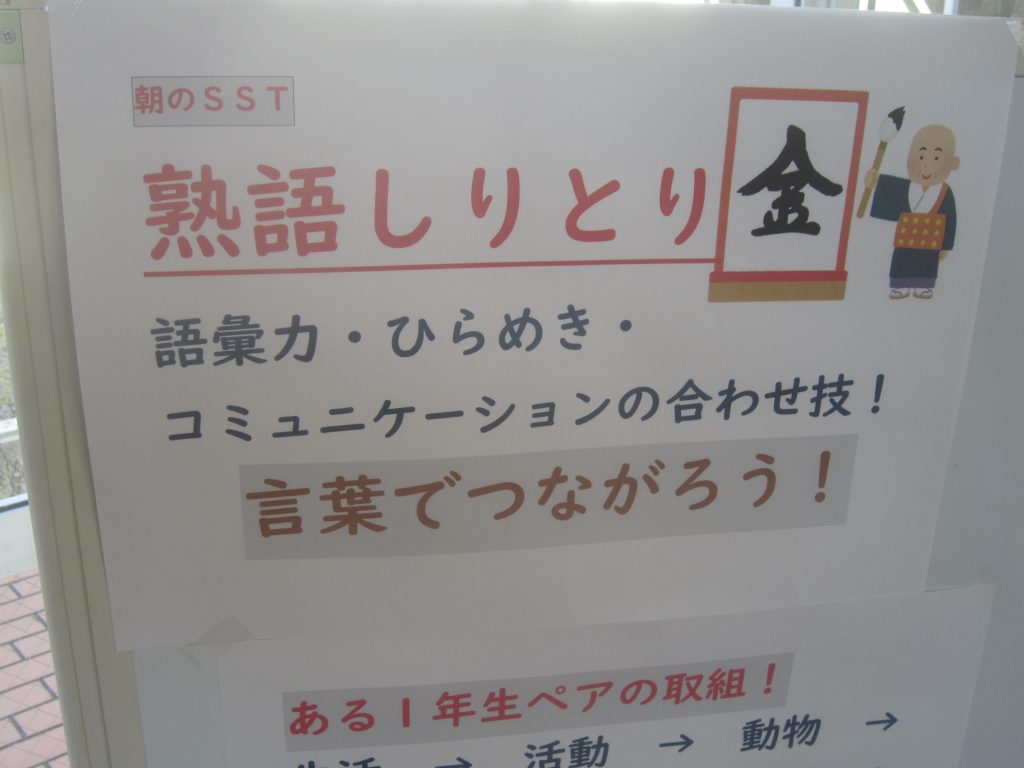 朝のＳＳＴ
熟語しりとり
金
語彙力・ひらめき・
コミュニケーションの合わせ技！
言葉でつながろう！
ある１年生ペアの取組！
生活 → 活動 → 動物 →